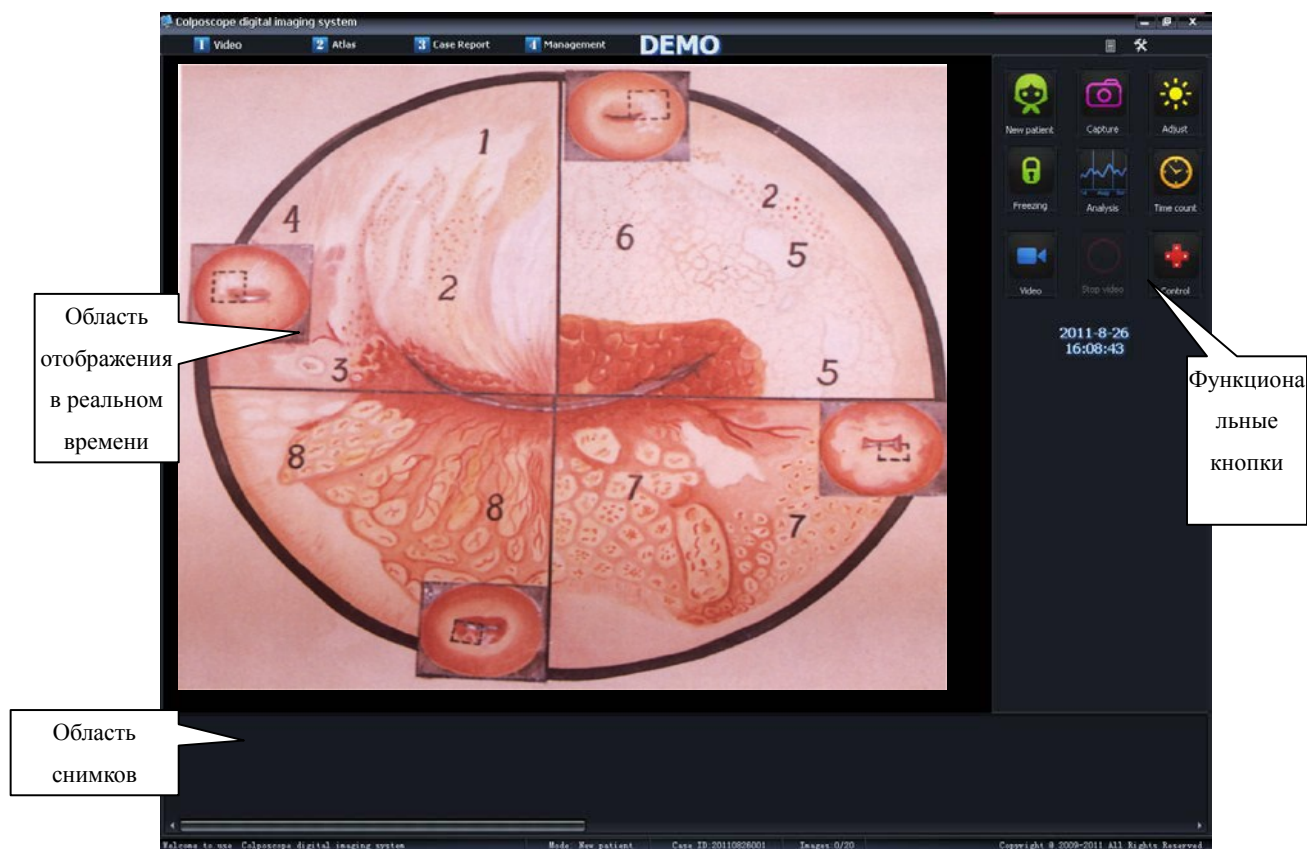 Colposcope digital imaging system
1 Video 2 Atlas 3 Case Report 4 Management DEMO
New patient Capture Adjust
Freezing Analysis Time count
Video Stop video Control
2011-8-26
16:08:43
1
2
4
2
3
6
5
5
8
8
7
7
Область
отображения
в реальном
времени
Функциона
льные
кнопки
Область
снимков
Welcome to use Colposcope digital imaging system Mode: New patient Case ID:20110826001 Images:0/20 Copyright @ 2009-2011 All Rights Reserved